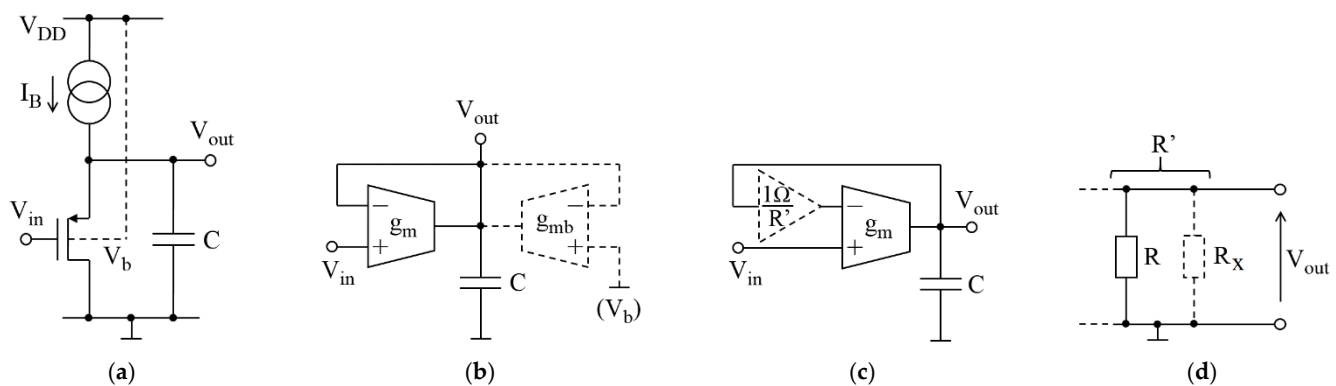 V_DD
I_B
V_out
V_in
V_b
C
(a)
V_out
−
g_m
+
V_in
−
g_mb
+
C
(V_b)
(b)
1Ω
R'
−
g_m
+
V_in
V_out
C
(c)
R’
R
R_X
V_out
(d)